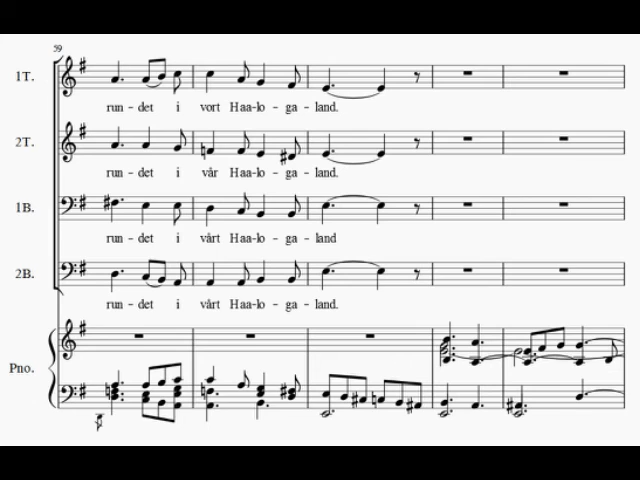 59
1T.
run- det i vort Haa-lo- ga- land.
2T.
run- det i vår Haa-lo- ga- land.
1B.
run- det i vårt Haa-lo- ga- land
2B.
run- det i vårt Haa-lo- ga- land.
Pno.